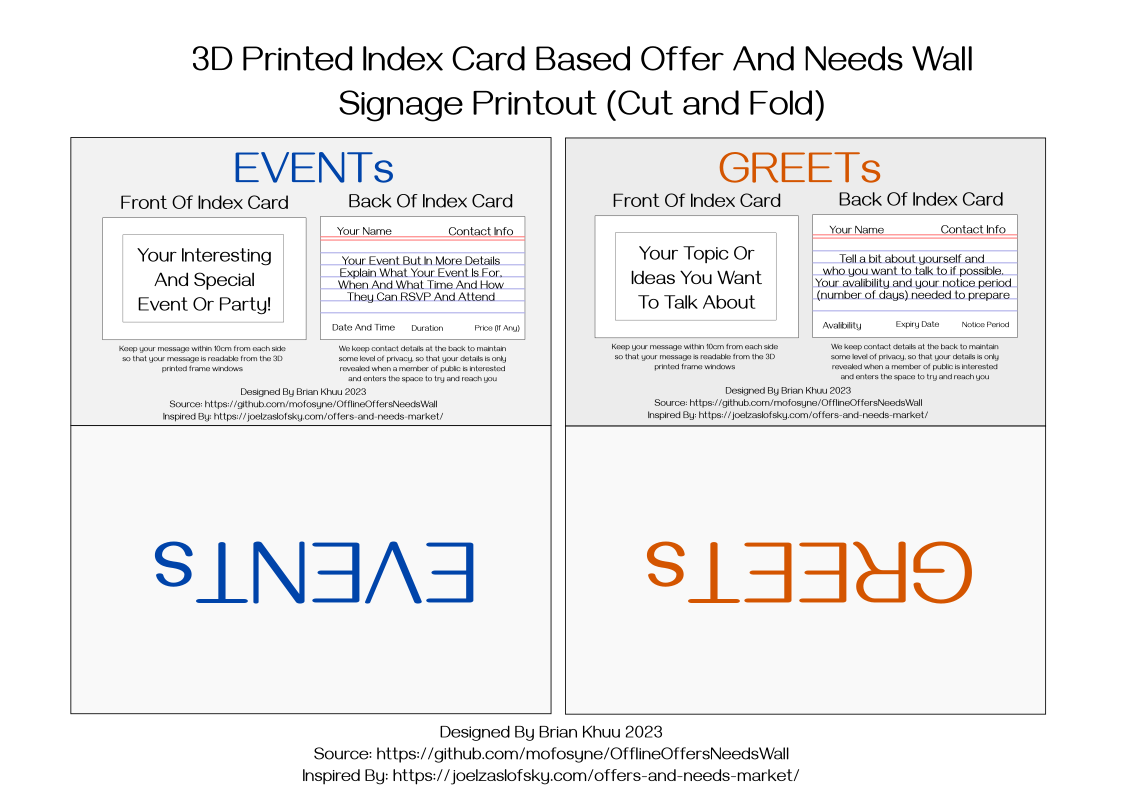 3D Printed Index Card Based Offer And Needs Wall
Signage Printout (Cut and Fold)
EVENTs
Front Of Index Card
Back Of Index Card
Your Interesting
And Special
Event Or Party!
Your Name
Contact Info
Your Event But In More Details
Explain What Your Event Is For,
When And What Time And How
They Can RSVP And Attend
Date And Time
Duration
Price (If Any)
Keep your message within 10cm from each side
so that your message is readable from the 3D
printed frame windows
We keep contact details at the back to maintain
some level of privacy, so that your details is only
revealed when a member of public is interested
and enters the space to try and reach you
Designed By Brian Khuu 2023
Source: https://github.com/mofosyne/OfflineOffersNeedsWall
Inspired By: https://joelzaslofsky.com/offers-and-needs-market/
EVENTs
GREETs
Front Of Index Card
Back Of Index Card
Your Topic Or
Ideas You Want
To Talk About
Your Name
Contact Info
Tell a bit about yourself and
who you want to talk to if possible.
Your avalibility and your notice period
(number of days) needed to prepare
Avalibility
Expiry Date
Notice Period
Keep your message within 10cm from each side
so that your message is readable from the 3D
printed frame windows
We keep contact details at the back to maintain
some level of privacy, so that your details is only
revealed when a member of public is interested
and enters the space to try and reach you
Designed By Brian Khuu 2023
Source: https://github.com/mofosyne/OfflineOffersNeedsWall
Inspired By: https://joelzaslofsky.com/offers-and-needs-market/
GREETs
Designed By Brian Khuu 2023
Source: https://github.com/mofosyne/OfflineOffersNeedsWall
Inspired By: https://joelzaslofsky.com/offers-and-needs-market/